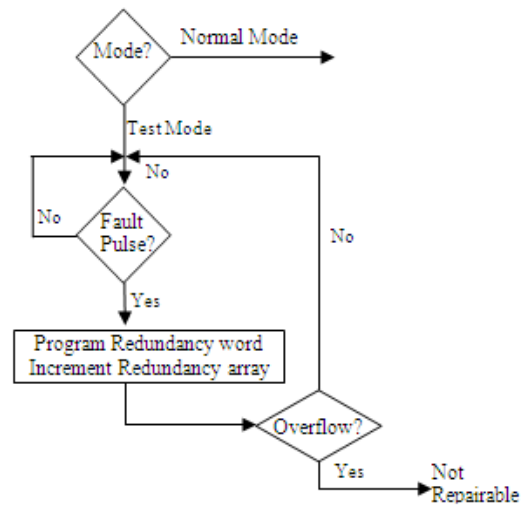 Normal Mode
Mode?
Test Mode
No
No
Fault
Pulse?
No
Yes
Program Redundancy word
Increment Redundancy array
Overflow?
Yes
Not
Repairable